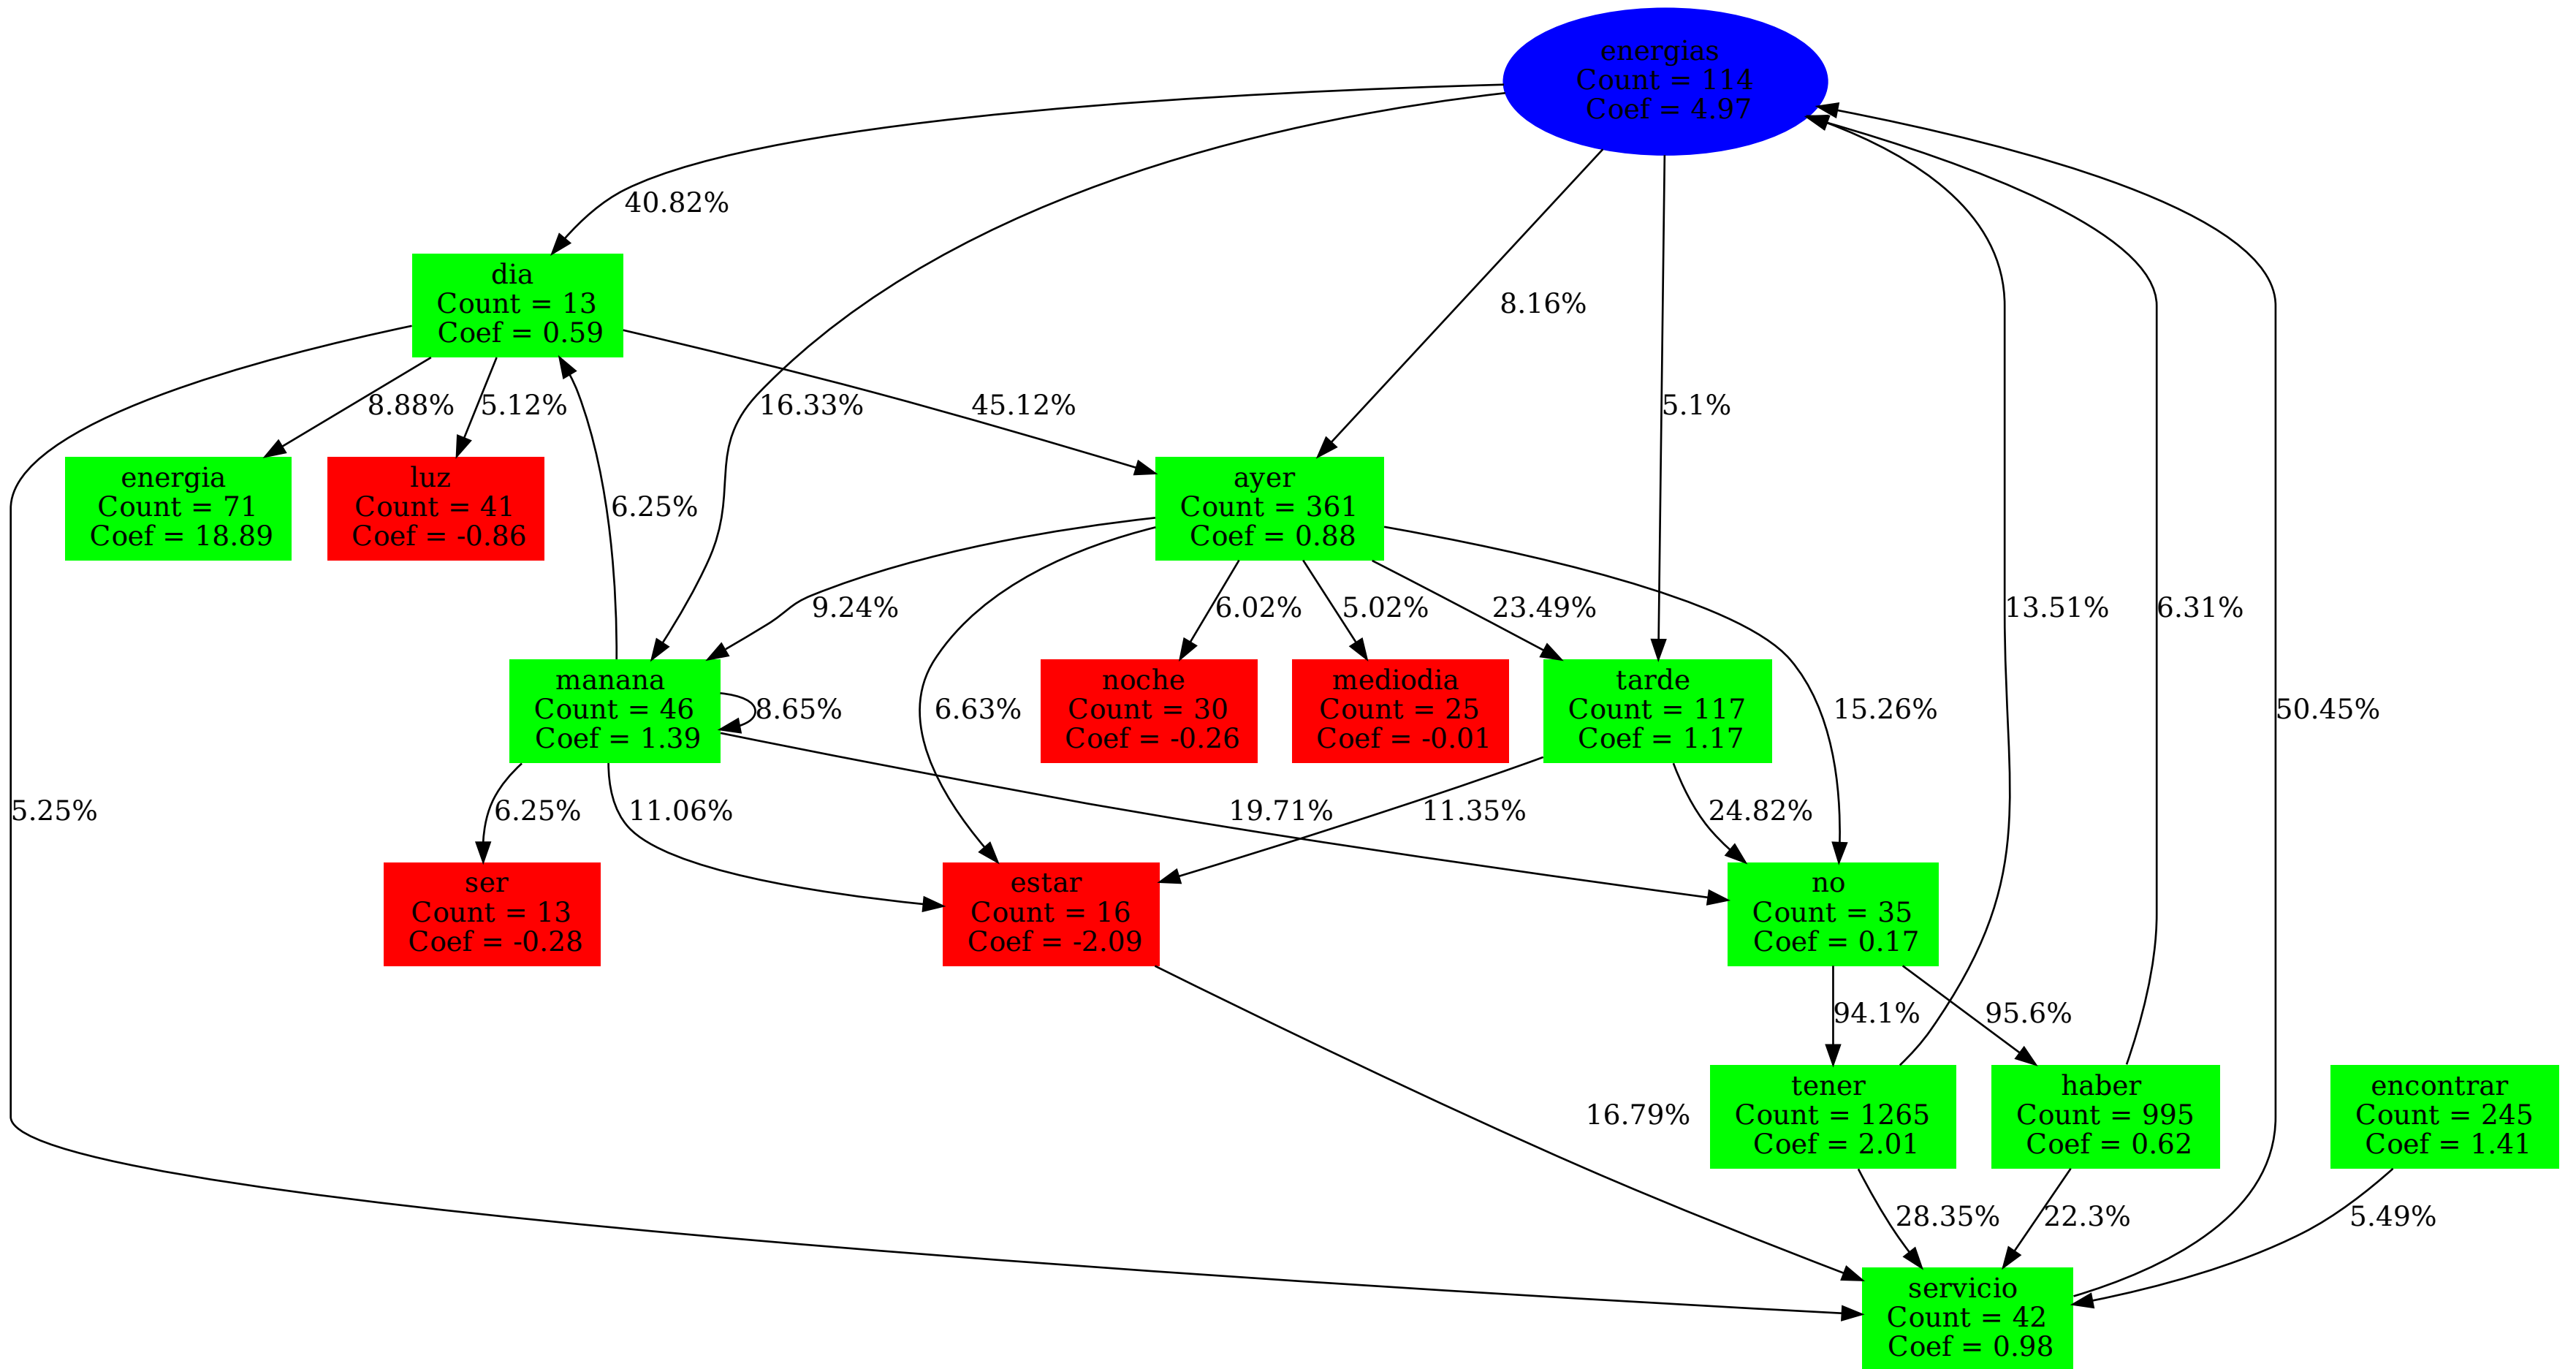 energias
Count = 114
Coef = 4.97
40.82%
dia
Count = 13
Coef = 0.59
8.16%
16.33%
5.1%
8.88%
5.12%
45.12%
energia
Count = 71
Coef = 18.89
luz
Count = 41
Coef = -0.86
6.25%
ayer
Count = 361
Coef = 0.88
9.24%
6.02%
5.02%
23.49%
13.51%
6.31%
manana
Count = 46
Coef = 1.39
8.65%
6.63%
noche
Count = 30
Coef = -0.26
mediodia
Count = 25
Coef = -0.01
tarde
Count = 117
Coef = 1.17
15.26%
50.45%
5.25%
6.25%
11.06%
19.71%
11.35%
24.82%
ser
Count = 13
Coef = -0.28
estar
Count = 16
Coef = -2.09
no
Count = 35
Coef = 0.17
94.1%
95.6%
16.79%
tener
Count = 1265
Coef = 2.01
haber
Count = 995
Coef = 0.62
encontrar
Count = 245
Coef = 1.41
28.35%
22.3%
5.49%
servicio
Count = 42
Coef = 0.98